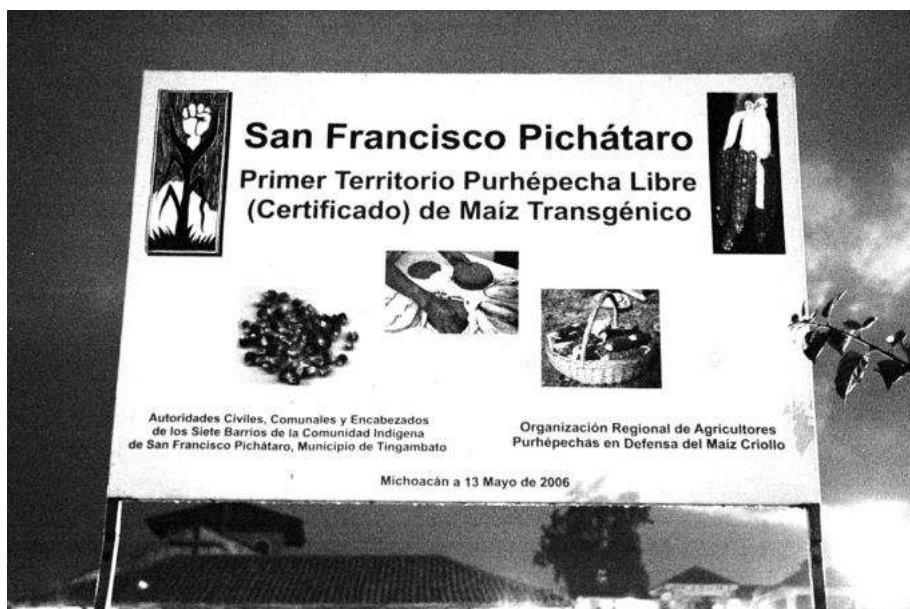 San Francisco Pichátaro
Primer Territorio Purhépecha Libre
(Certificado) de Maíz Transgénico
Autoridades Civiles, Comunales y Encabezados
de los Siete Barrios de la Comunidad Indigena
de San Francisco Pichátaro, Municipio de Tingambato
Organización Regional de Agricultores
Purhépechas en Defensa del Maíz Criollo
Michoacán a 13 Mayo de 2006